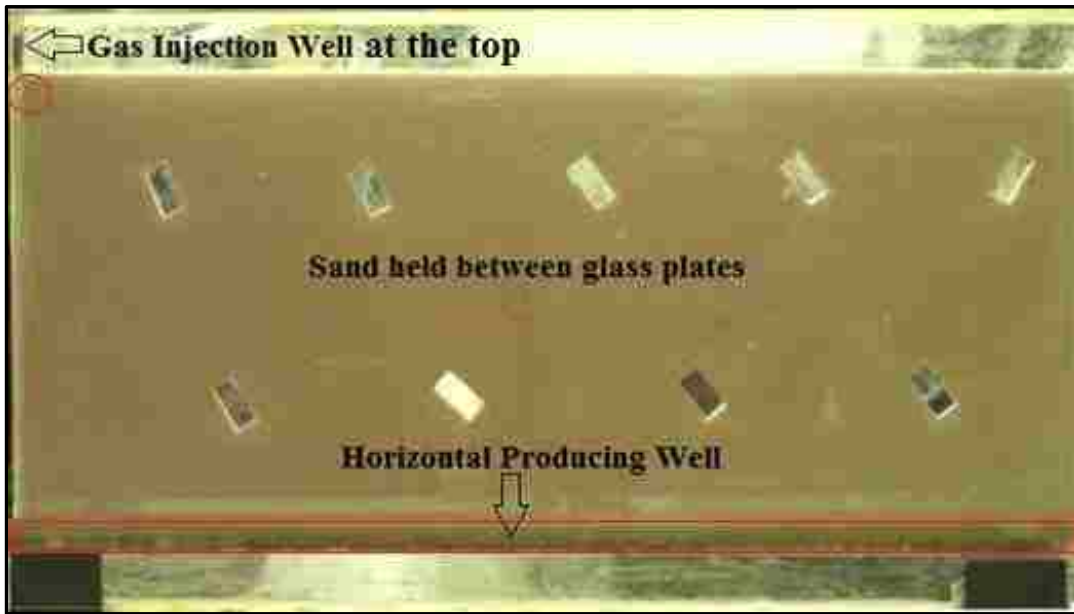 Gas Injection Well at the top
Sand held between glass plates
Horizontal Producing Well